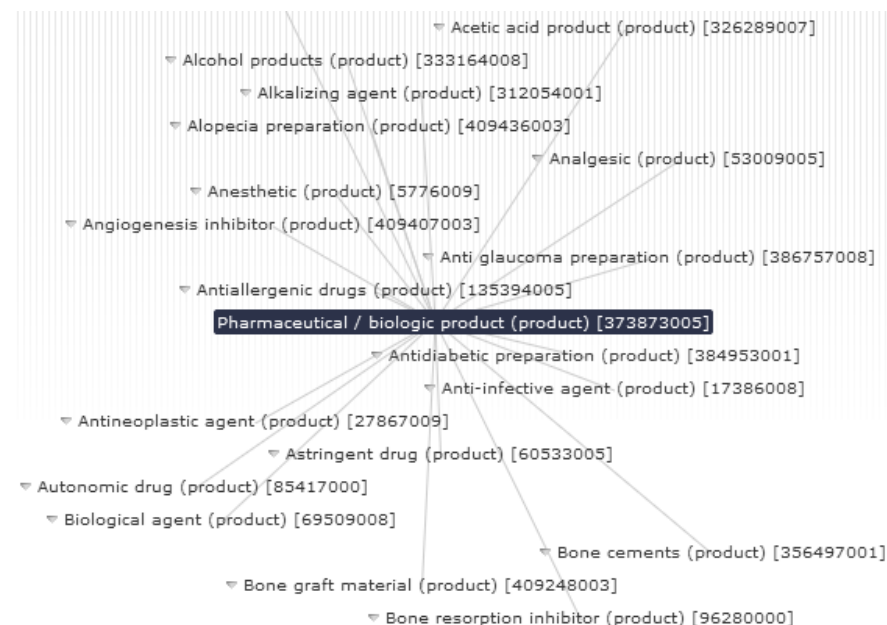 Acetic acid product (product) [326289007]
Alcohol products (product) [333164008]
Alkalizing agent (product) [312054001]
Alopecia preparation (product) [409436003]
Analgesic (product) [53009005]
Anesthetic (product) [5776009]
Angiogenesis inhibitor (product) [409407003]
Anti glaucoma preparation (product) [386757008]
Antiallergenic drugs (product) [135394005]
Pharmaceutical / biologic product (product) [373873005]
Antidiabetic preparation (product) [384953001]
Anti-infective agent (product) [17386008]
Antineoplastic agent (product) [27867009]
Astringent drug (product) [60533005]
Autonomic drug (product) [85417000]
Biological agent (product) [69509008]
Bone cements (product) [356497001]
Bone graft material (product) [409248003]
Bone resorption inhibitor (product) [96280000]